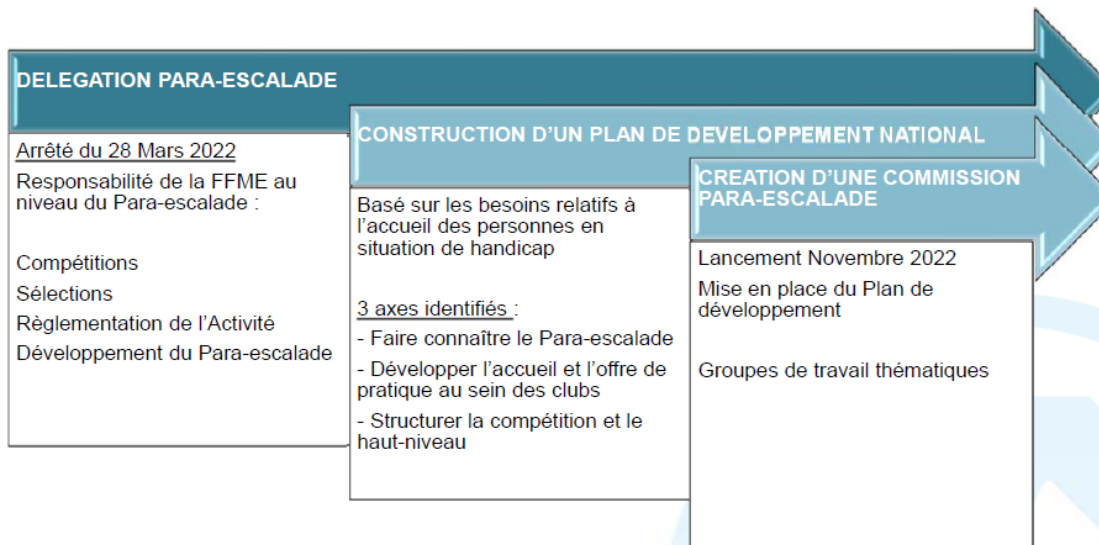 DELEGATION PARA-ESCALADE
Arrêté du 28 Mars 2022
Responsabilité de la FFME au
niveau du Para-escalade :
Compétitions
Sélections
Règlementation de l'Activité
Développement du Para-escalade
CONSTRUCTION D'UN PLAN DE DEVELOPPEMENT NATIONAL
Basé sur les besoins relatifs à
l'accueil des personnes en
situation de handicap
3 axes identifiés :
- Faire connaître le Para-escalade
- Développer l'accueil et l'offre de
pratique au sein des clubs
- Structurer la compétition et le
haut-niveau
CREATION D'UNE COMMISSION
PARA-ESCALADE
Lancement Novembre 2022
Mise en place du Plan de
développement
Groupes de travail thématiques